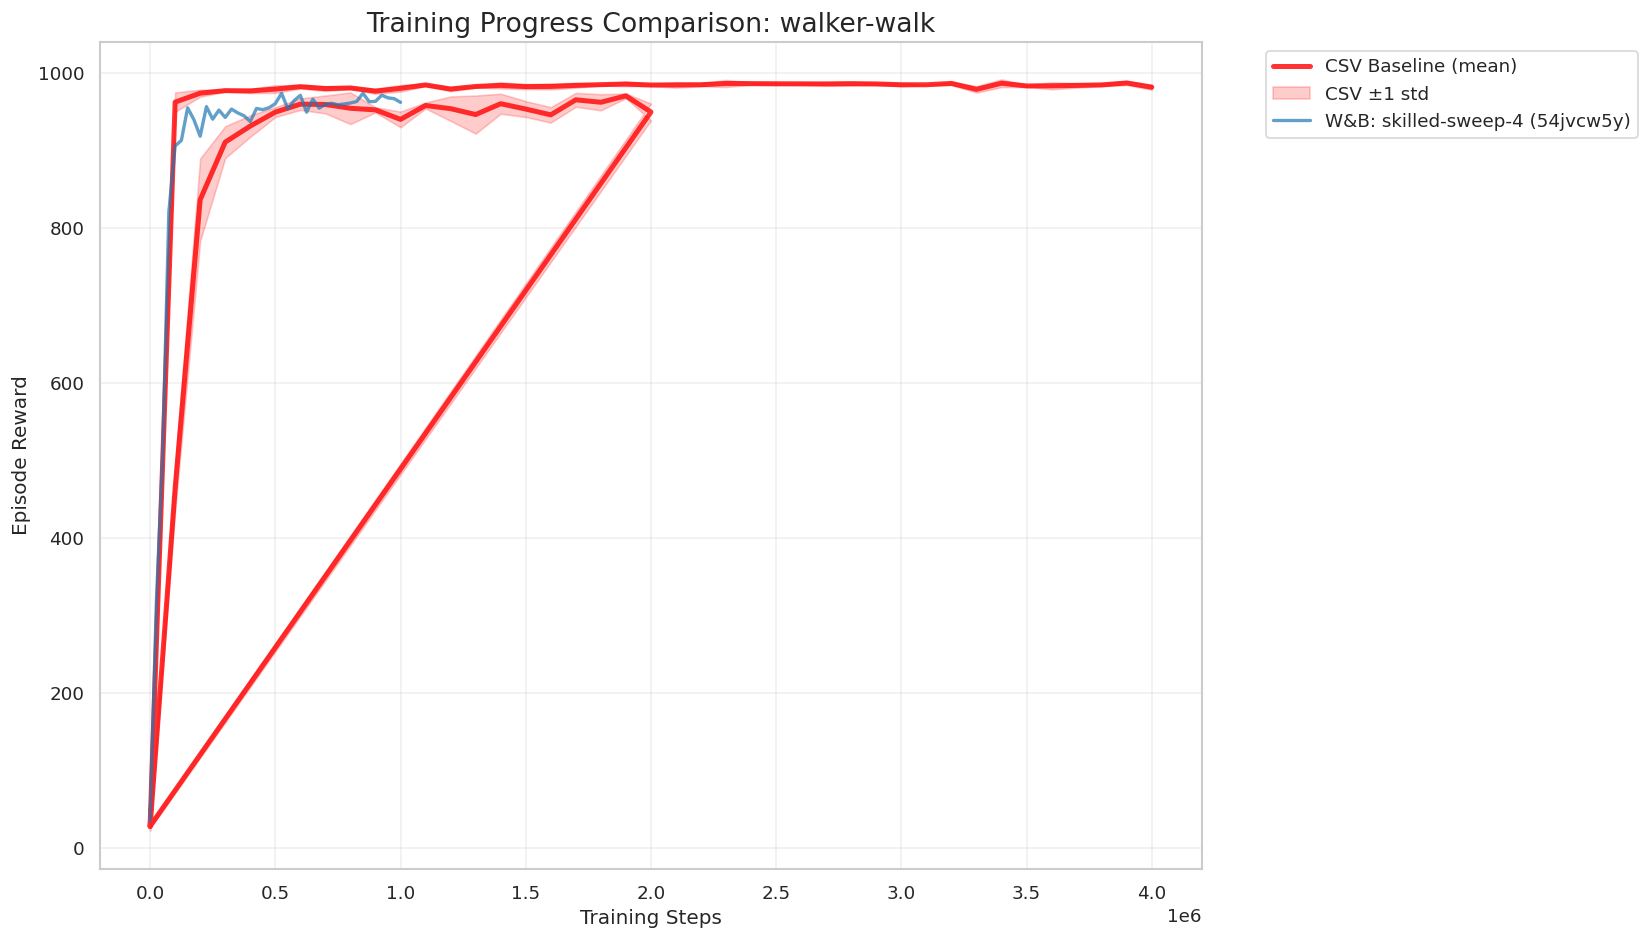 Training Progress Comparison: walker-walk
CSV Baseline (mean)
CSV ±1 std
W&B: skilled-sweep-4 (54jvcw5y)
Episode Reward
1000
800
600
400
200
0
0.0 0.5 1.0 1.5 2.0 2.5 3.0 3.5 4.0
1e6
Training Steps